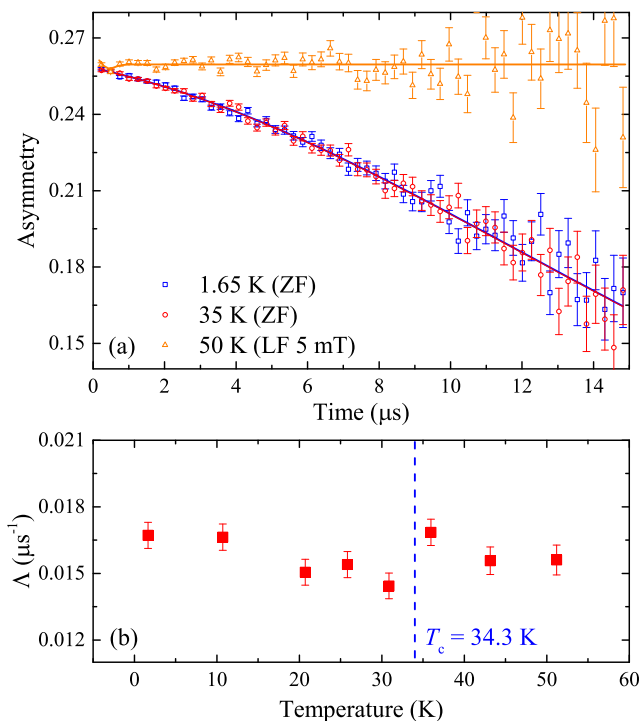 0.27
0.24
0.21
0.18
0.15
Asymmetry
1.65 K (ZF)
35 K (ZF)
50 K (LF 5 mT)
(a)
0 2 4 6 8 10 12 14
Time (μs)
0.021
0.018
0.015
0.012
Λ (μs⁻¹)
T_c = 34.3 K
(b)
0 10 20 30 40 50 60
Temperature (K)